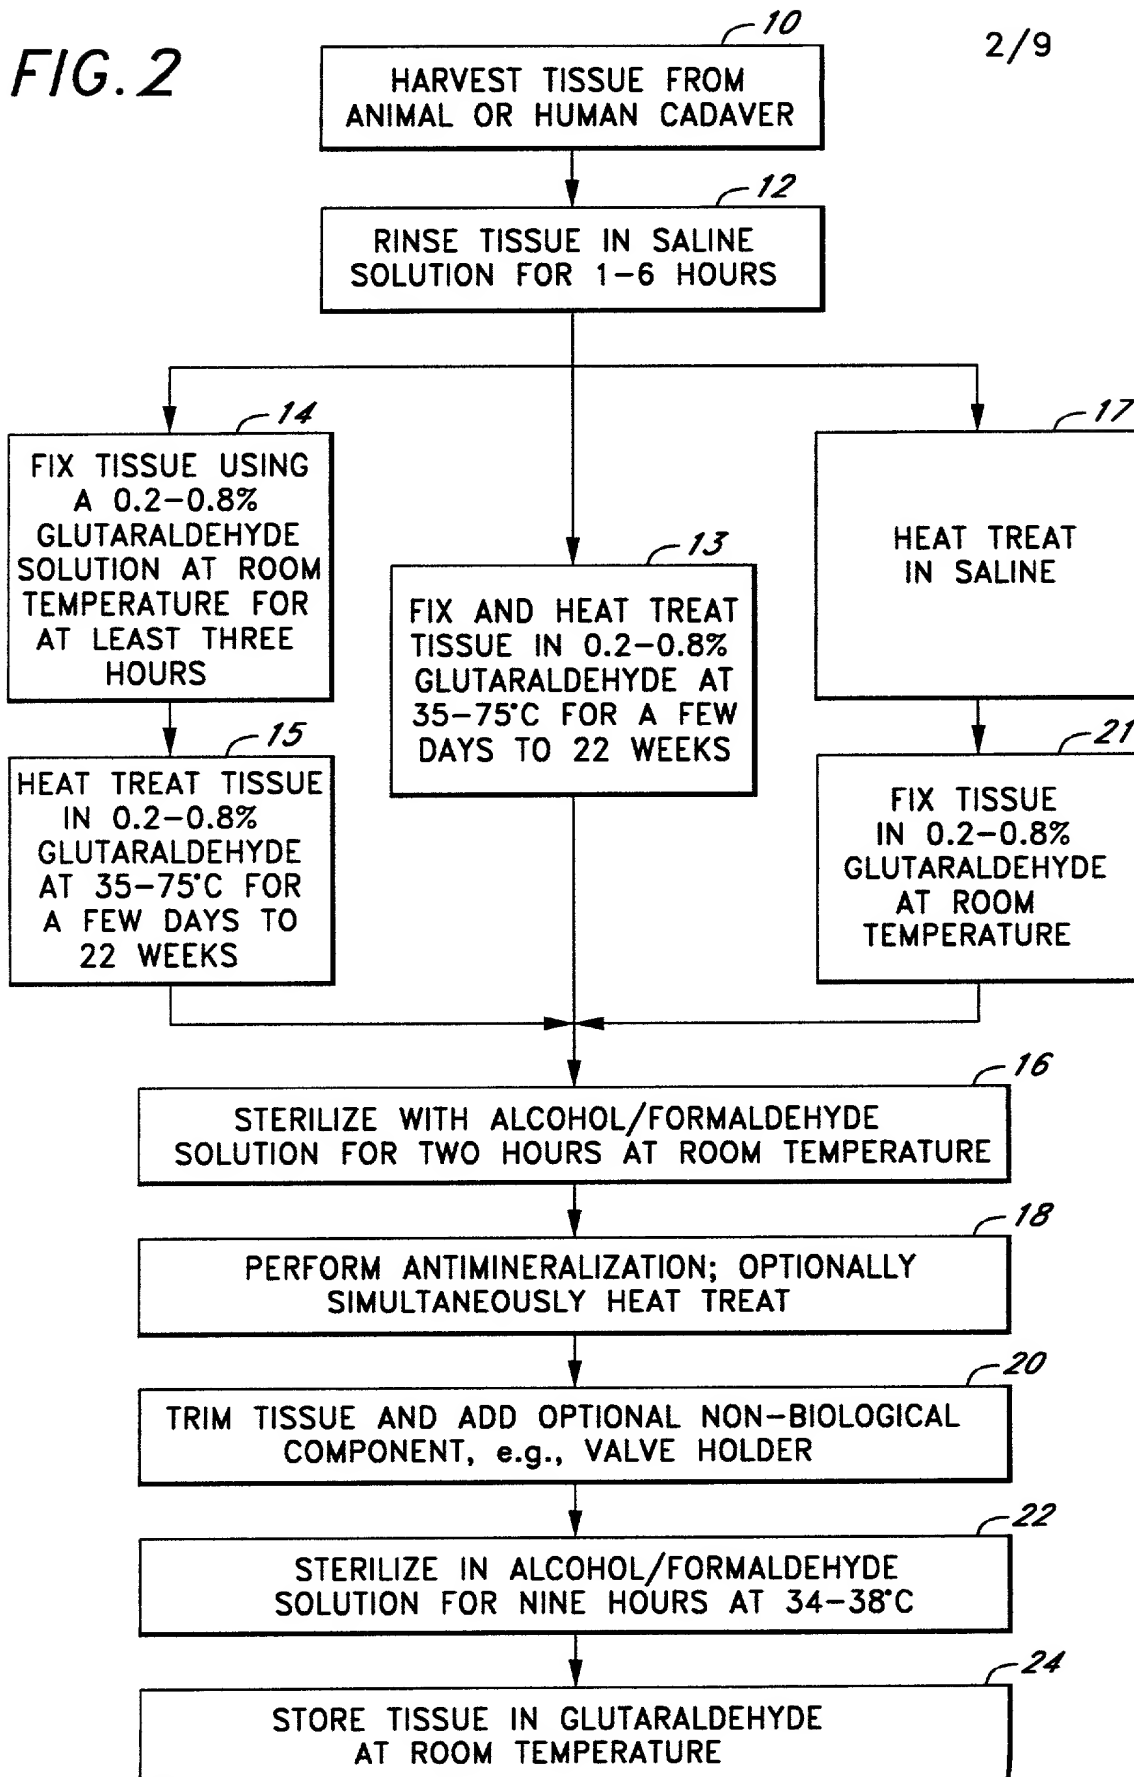 FIG. 2
2/9
10
HARVEST TISSUE FROM
ANIMAL OR HUMAN CADAVER
12
RINSE TISSUE IN SALINE
SOLUTION FOR 1-6 HOURS
14
FIX TISSUE USING
A 0.2-0.8%
GLUTARALDEHYDE
SOLUTION AT ROOM
TEMPERATURE FOR
AT LEAST THREE
HOURS
15
HEAT TREAT TISSUE
IN 0.2-0.8%
GLUTARALDEHYDE
AT 35-75°C FOR
A FEW DAYS TO
22 WEEKS
13
FIX AND HEAT TREAT
TISSUE IN 0.2-0.8%
GLUTARALDEHYDE AT
35-75°C FOR A FEW
DAYS TO 22 WEEKS
17
HEAT TREAT
IN SALINE
21
FIX TISSUE
IN 0.2-0.8%
GLUTARALDEHYDE
AT ROOM
TEMPERATURE
16
STERILIZE WITH ALCOHOL/FORMALDEHYDE
SOLUTION FOR TWO HOURS AT ROOM TEMPERATURE
18
PERFORM ANTIMINERALIZATION; OPTIONALLY
SIMULTANEOUSLY HEAT TREAT
20
TRIM TISSUE AND ADD OPTIONAL NON-BIOLOGICAL
COMPONENT, e.g., VALVE HOLDER
22
STERILIZE IN ALCOHOL/FORMALDEHYDE
SOLUTION FOR NINE HOURS AT 34-38°C
24
STORE TISSUE IN GLUTARALDEHYDE
AT ROOM TEMPERATURE